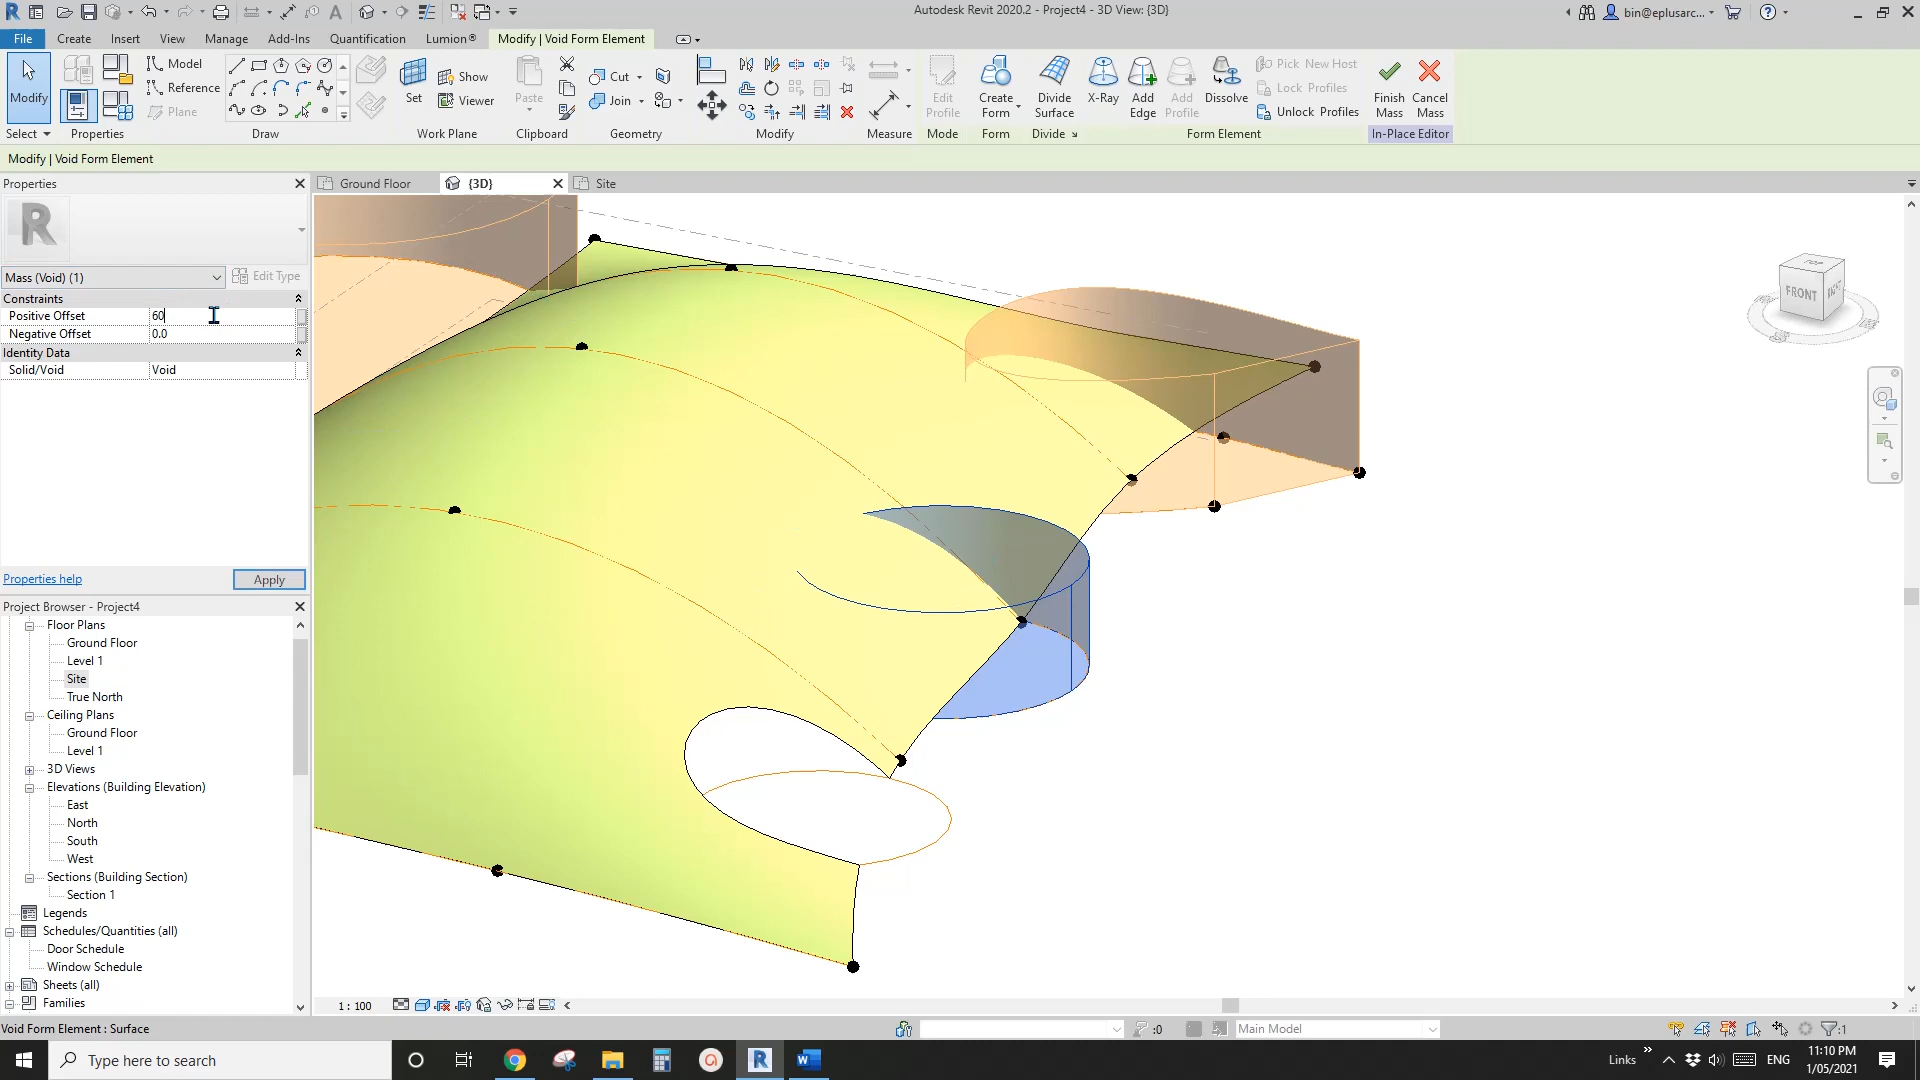 Autodesk Revit 2020.2 - Project4 - 3D View: {3D}
bin@eplusarc...
File Create Insert View Manage Add-Ins Quantification Lumion® Modify | Void Form Element
Modify
Model
Reference
Plane
Set
Show
Viewer
Paste
Cut
Join
Edit Profile
Create Form
Divide Surface
X-Ray
Add Edge
Add Profile
Dissolve
Pick New Host
Lock Profiles
Unlock Profiles
Finish Mass
Cancel Mass
Select Properties Draw Work Plane Clipboard Geometry Modify Measure Mode Form Divide Form Element In-Place Editor
Modify | Void Form Element
Properties
Ground Floor {3D} Site
R
Mass (Void) (1) Edit Type
Constraints
Positive Offset 60
Negative Offset 0.0
Identity Data
Solid/Void Void
Properties help Apply
FRONT
Project Browser - Project4
Floor Plans
Ground Floor
Level 1
Site
True North
Ceiling Plans
Ground Floor
Level 1
3D Views
Elevations (Building Elevation)
East
North
South
West
Sections (Building Section)
Section 1
Legends
Schedules/Quantities (all)
Door Schedule
Window Schedule
Sheets (all)
Families
1 : 100
Void Form Element : Surface
:0
Main Model
:1
Type here to search
Links
ENG
11:10 PM
1/05/2021